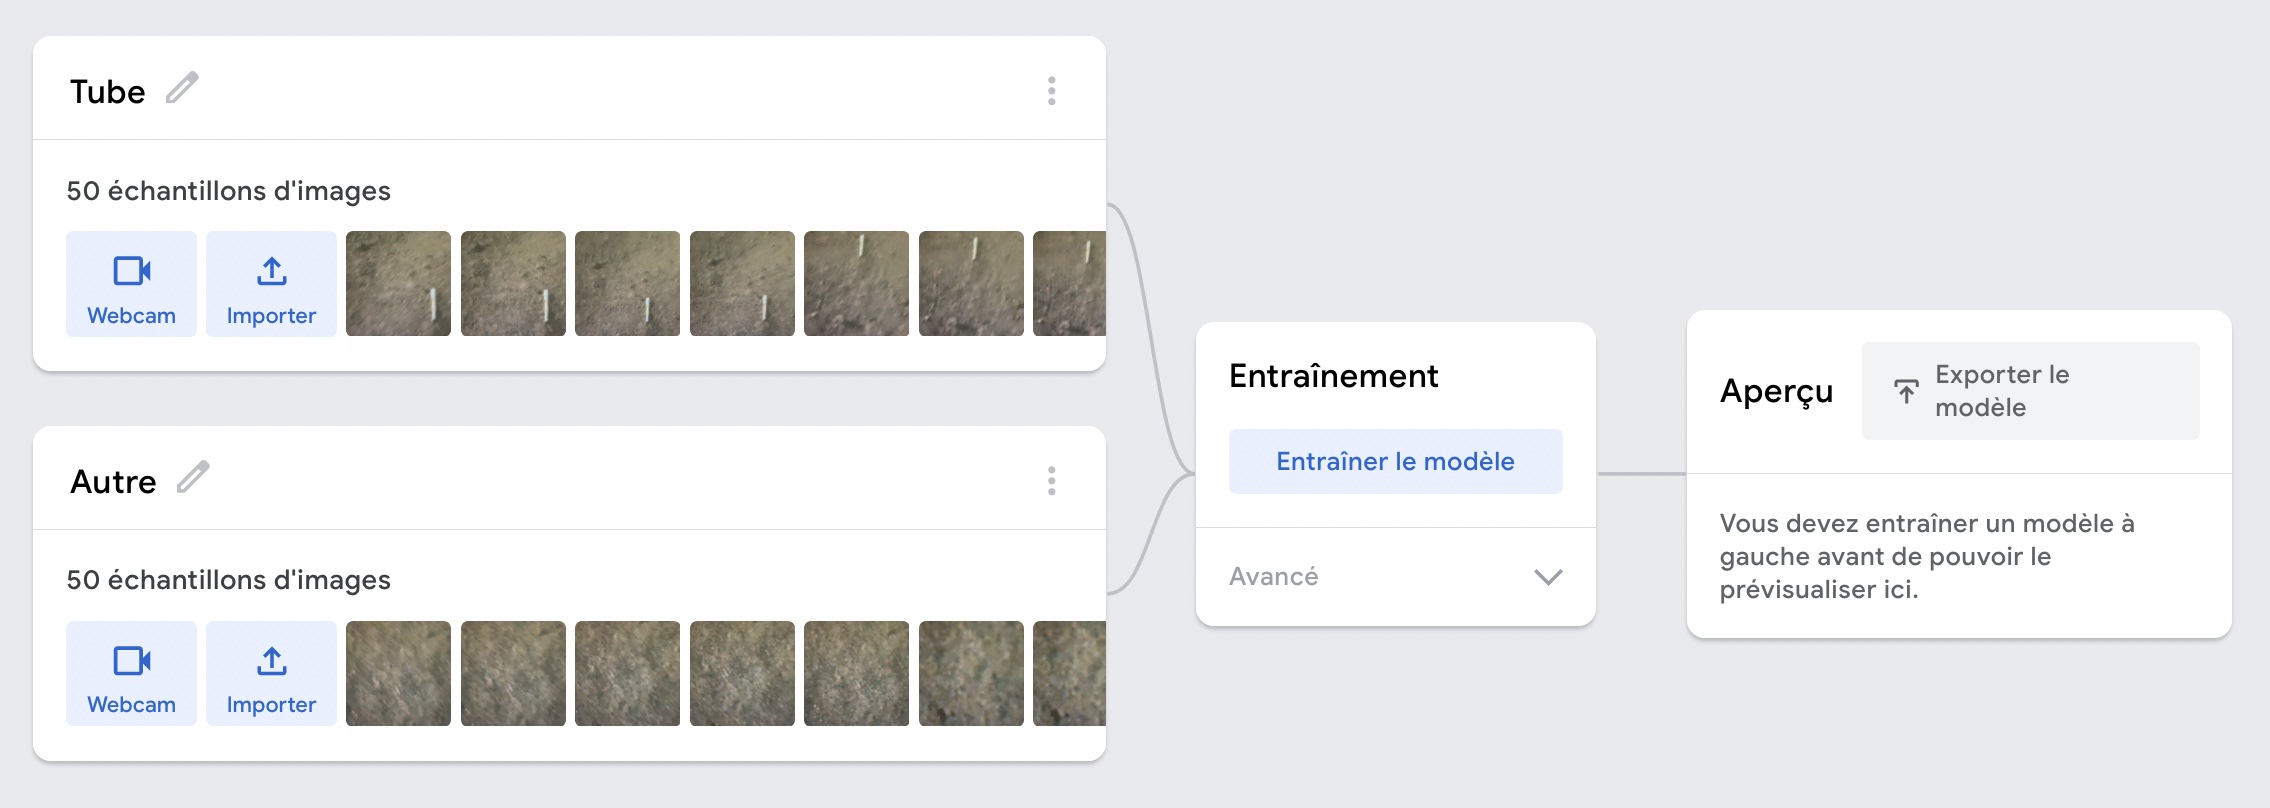 Tube
50 échantillons d'images
Webcam
Importer
Autre
50 échantillons d'images
Webcam
Importer
Entraînement
Entraîner le modèle
Avancé
Aperçu
Exporter le
modèle
Vous devez entraîner un modèle à
gauche avant de pouvoir le
prévisualiser ici.